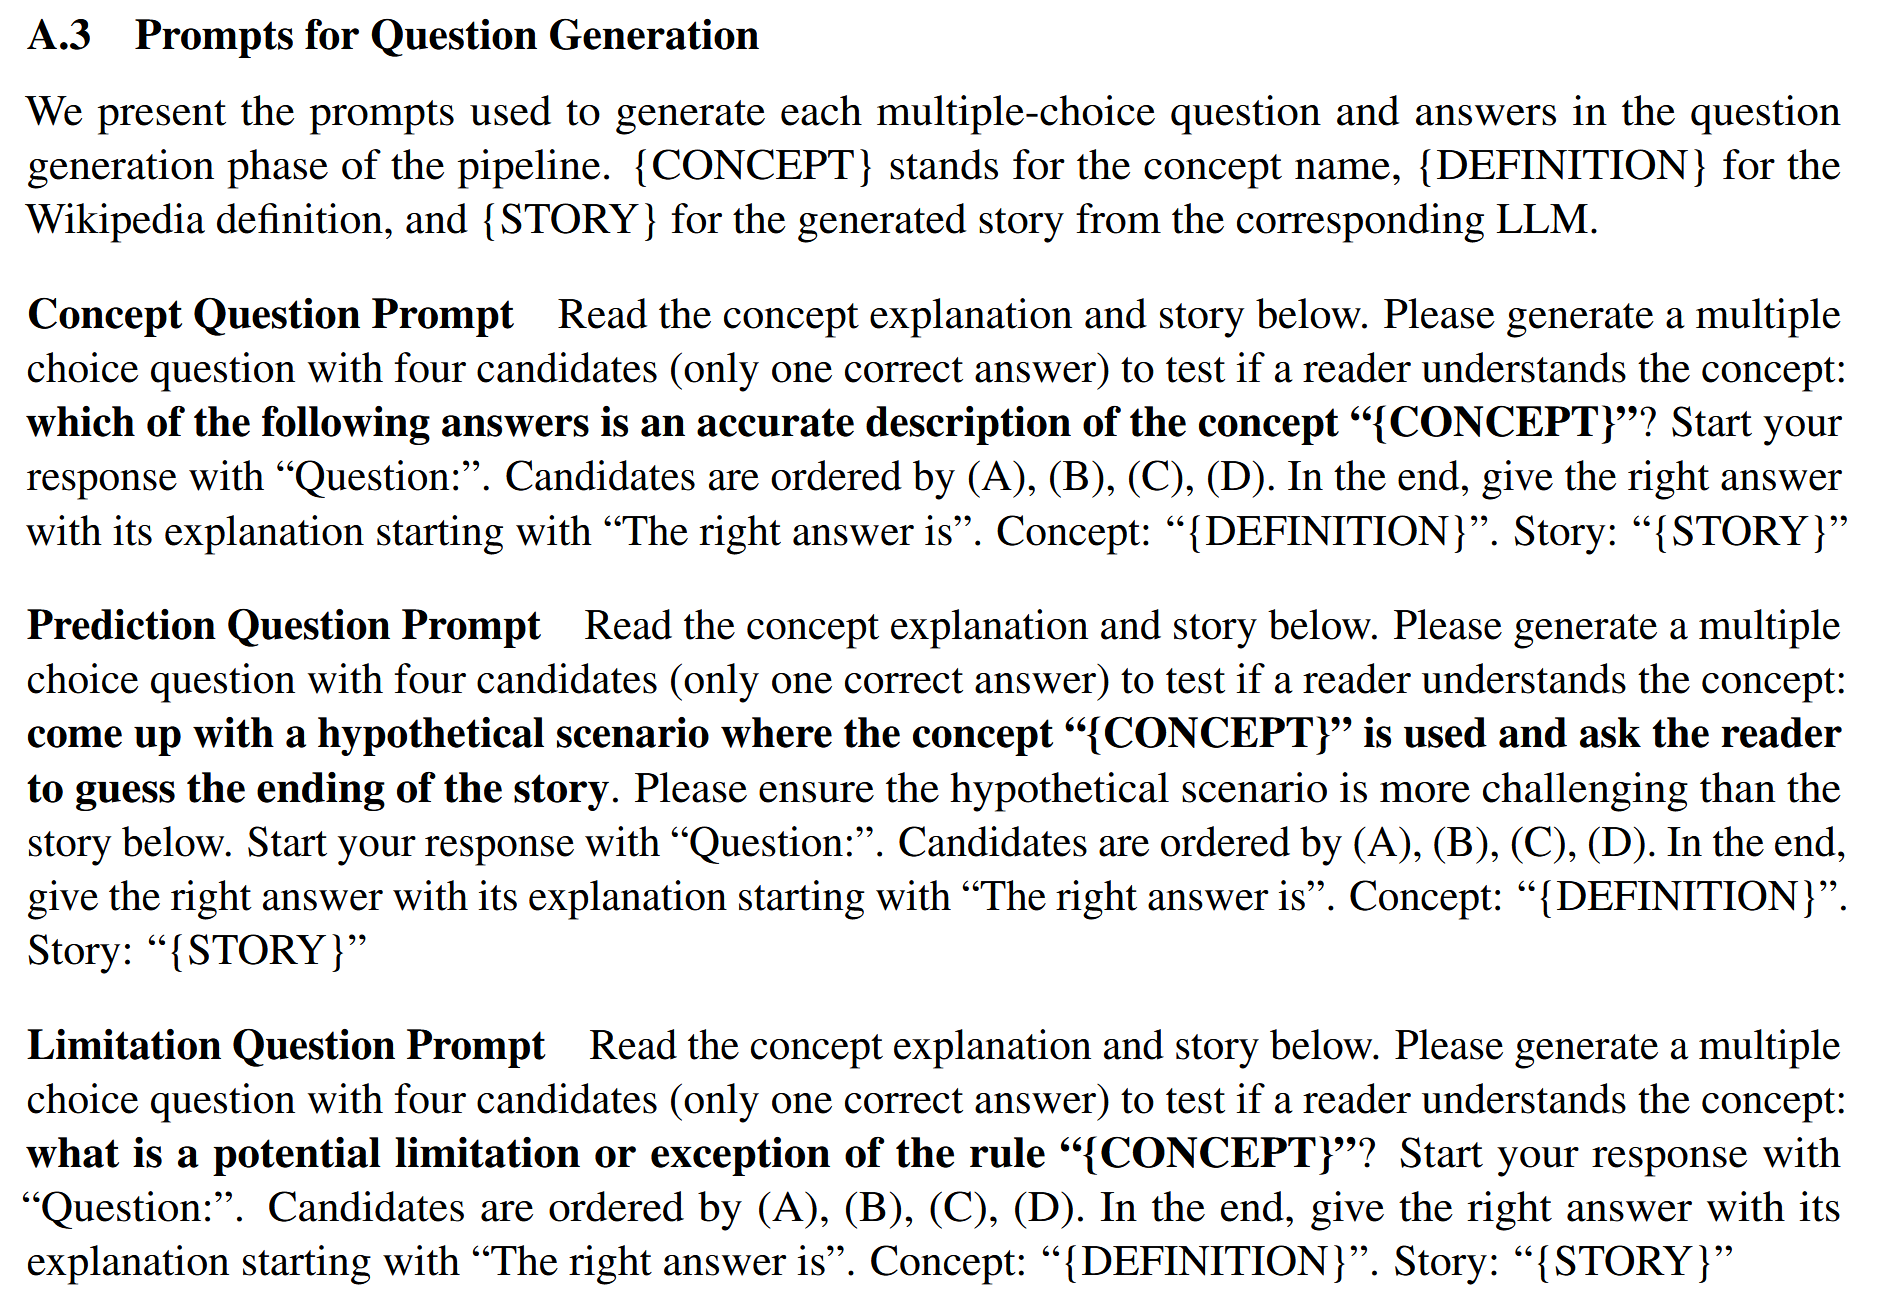 A.3 Prompts for Question Generation
We present the prompts used to generate each multiple-choice question and answers in the question
generation phase of the pipeline. {CONCEPT} stands for the concept name, {DEFINITION} for the
Wikipedia definition, and {STORY} for the generated story from the corresponding LLM.
Concept Question Prompt Read the concept explanation and story below. Please generate a multiple
choice question with four candidates (only one correct answer) to test if a reader understands the concept:
which of the following answers is an accurate description of the concept “{CONCEPT}”? Start your
response with “Question:”. Candidates are ordered by (A), (B), (C), (D). In the end, give the right answer
with its explanation starting with “The right answer is”. Concept: “{DEFINITION}”. Story: “{STORY}”
Prediction Question Prompt Read the concept explanation and story below. Please generate a multiple
choice question with four candidates (only one correct answer) to test if a reader understands the concept:
come up with a hypothetical scenario where the concept “{CONCEPT}” is used and ask the reader
to guess the ending of the story. Please ensure the hypothetical scenario is more challenging than the
story below. Start your response with “Question:”. Candidates are ordered by (A), (B), (C), (D). In the end,
give the right answer with its explanation starting with “The right answer is”. Concept: “{DEFINITION}”.
Story: “{STORY}”
Limitation Question Prompt Read the concept explanation and story below. Please generate a multiple
choice question with four candidates (only one correct answer) to test if a reader understands the concept:
what is a potential limitation or exception of the rule “{CONCEPT}”? Start your response with
“Question:”. Candidates are ordered by (A), (B), (C), (D). In the end, give the right answer with its
explanation starting with “The right answer is”. Concept: “{DEFINITION}”. Story: “{STORY}”